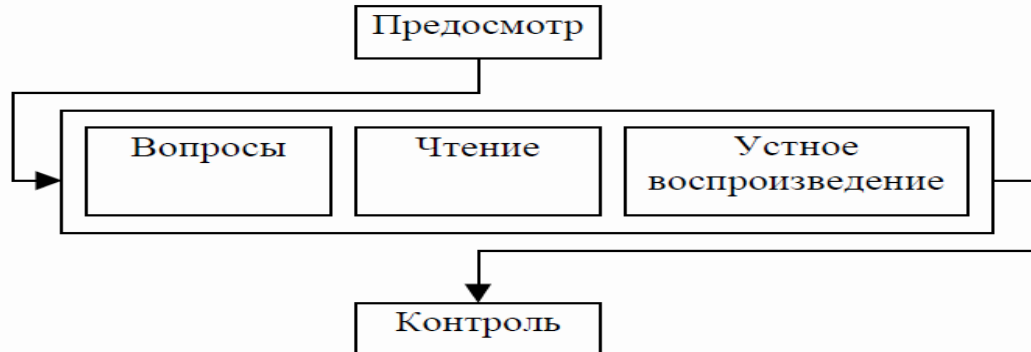 Предосмотр
Вопросы
Чтение
Устное
воспроизведение
Контроль